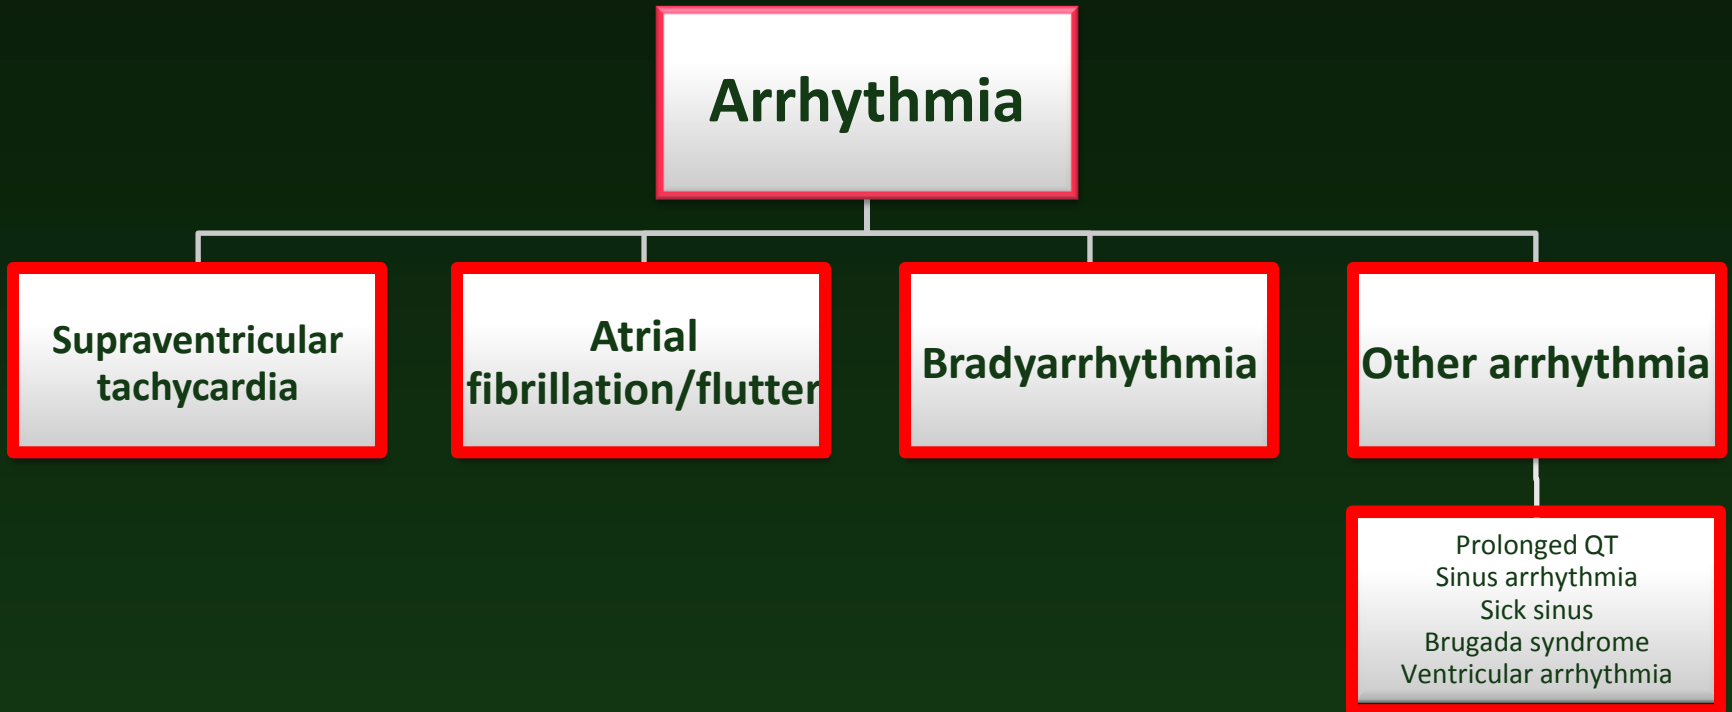 Arrhythmia
Supraventricular
tachycardia
Atrial
fibrillation/flutter
Bradyarrhythmia
Other arrhythmia
Prolonged QT
Sinus arrhythmia
Sick sinus
Brugada syndrome
Ventricular arrhythmia